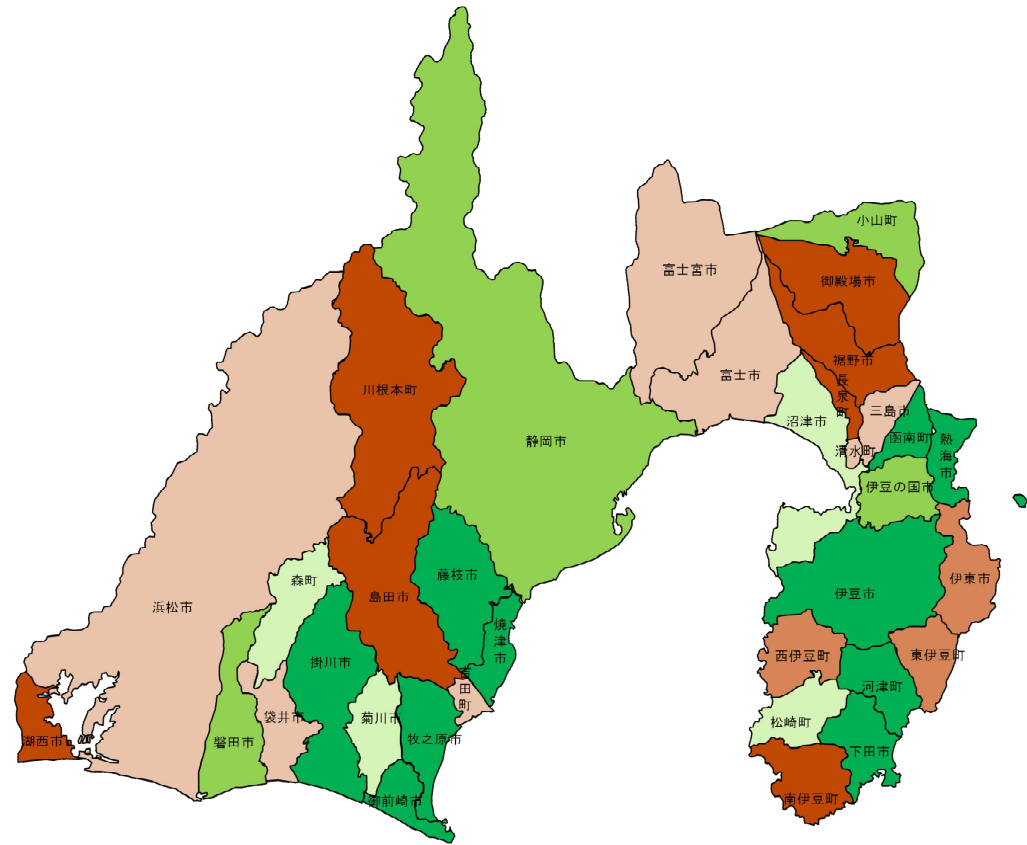 小山町
富士宮市
御殿場市
裾野市
富士市
長泉町
川根本町
三島市
沼津市
函南町
静岡市
熱海市
清水町
伊豆の国市
藤枝市
伊東市
森町
伊豆市
島田市
浜松市
焼津市
西伊豆町
東伊豆町
掛川市
吉田町
河津町
袋井市
菊川市
松崎町
牧之原市
湖西市
磐田市
下田市
御前崎市
南伊豆町